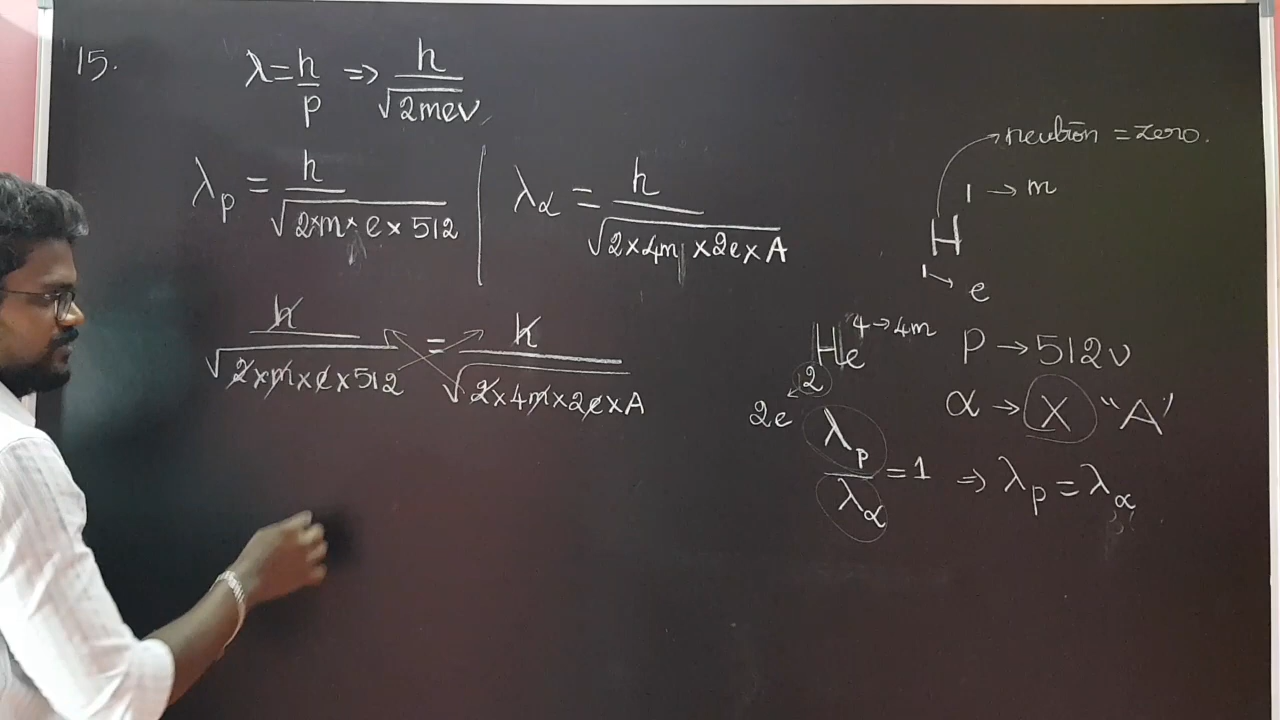 15.
λ = h/p ⇒ h/√2mev
λp = h/√2×m×e×512 | λα = h/√2×4m×2e×A
h/√2×m×e×512 = h/√2×4m×2e×A
neutron = zero.
1 → m
H
1 → e
He 4 → 4m
2
2e
P → 512v
α → X "A"
λp/λα = 1 ⇒ λp = λα